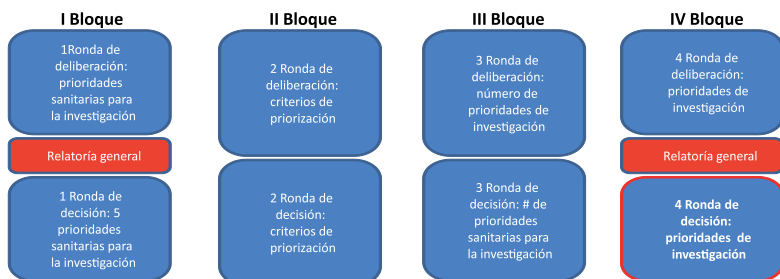 I Bloque
1Ronda de
deliberación:
prioridades
sanitarias para
la investigación
Relatoría general
1 Ronda de
decisión: 5
prioridades
sanitarias para
la investigación
II Bloque
2 Ronda de
deliberación:
criterios de
priorización
2 Ronda de
decisión:
criterios de
priorización
III Bloque
3 Ronda de
deliberación:
número de
prioridades de
investigación
3 Ronda de
decisión: # de
prioridades
sanitarias para
la investigación
IV Bloque
4 Ronda de
deliberación:
prioridades de
investigación
Relatoría general
4 Ronda de
decisión:
prioridades de
investigación